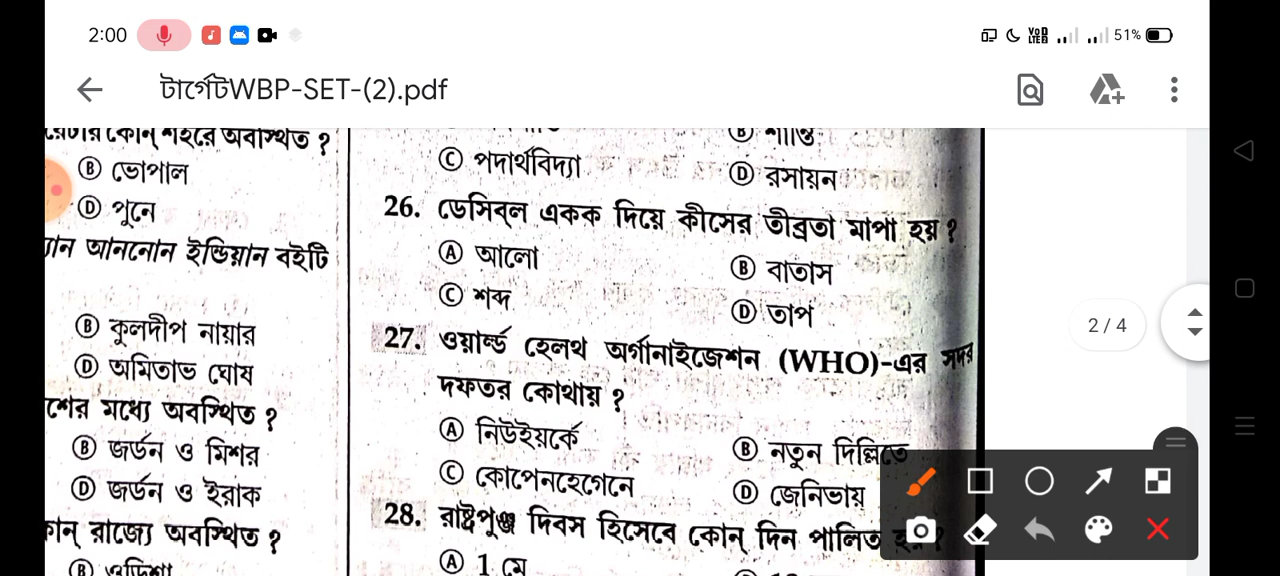 2:00
51%
টার্গেটWBP-SET-(2).pdf
কোন্ শহরে অবস্থিত ?
B ভোপাল
D পুনে
আননোন ইন্ডিয়ান বইটি
B কুলদীপ নায়ার
D অমিতাভ ঘোষ
মধ্যে অবস্থিত ?
B জর্ডন ও মিশর
D জর্ডন ও ইরাক
রাজ্যে অবস্থিত ?
B ওড়িশা
B শান্তি
C পদার্থবিদ্যা
D রসায়ন
26. ডেসিব্‌ল একক দিয়ে কীসের তীব্রতা মাপা হয় ?
A আলো
B বাতাস
C শব্দ
D তাপ
27. ওয়ার্ল্ড হেলথ অর্গানাইজেশন (WHO)-এর সদর
দফতর কোথায় ?
A নিউইয়র্কে
B নতুন দিল্লিতে
C কোপেনহেগেনে
D জেনিভায়
28. রাষ্ট্রপুঞ্জ দিবস হিসেবে কোন্ দিন পালিত
A 1 মে
2 / 4